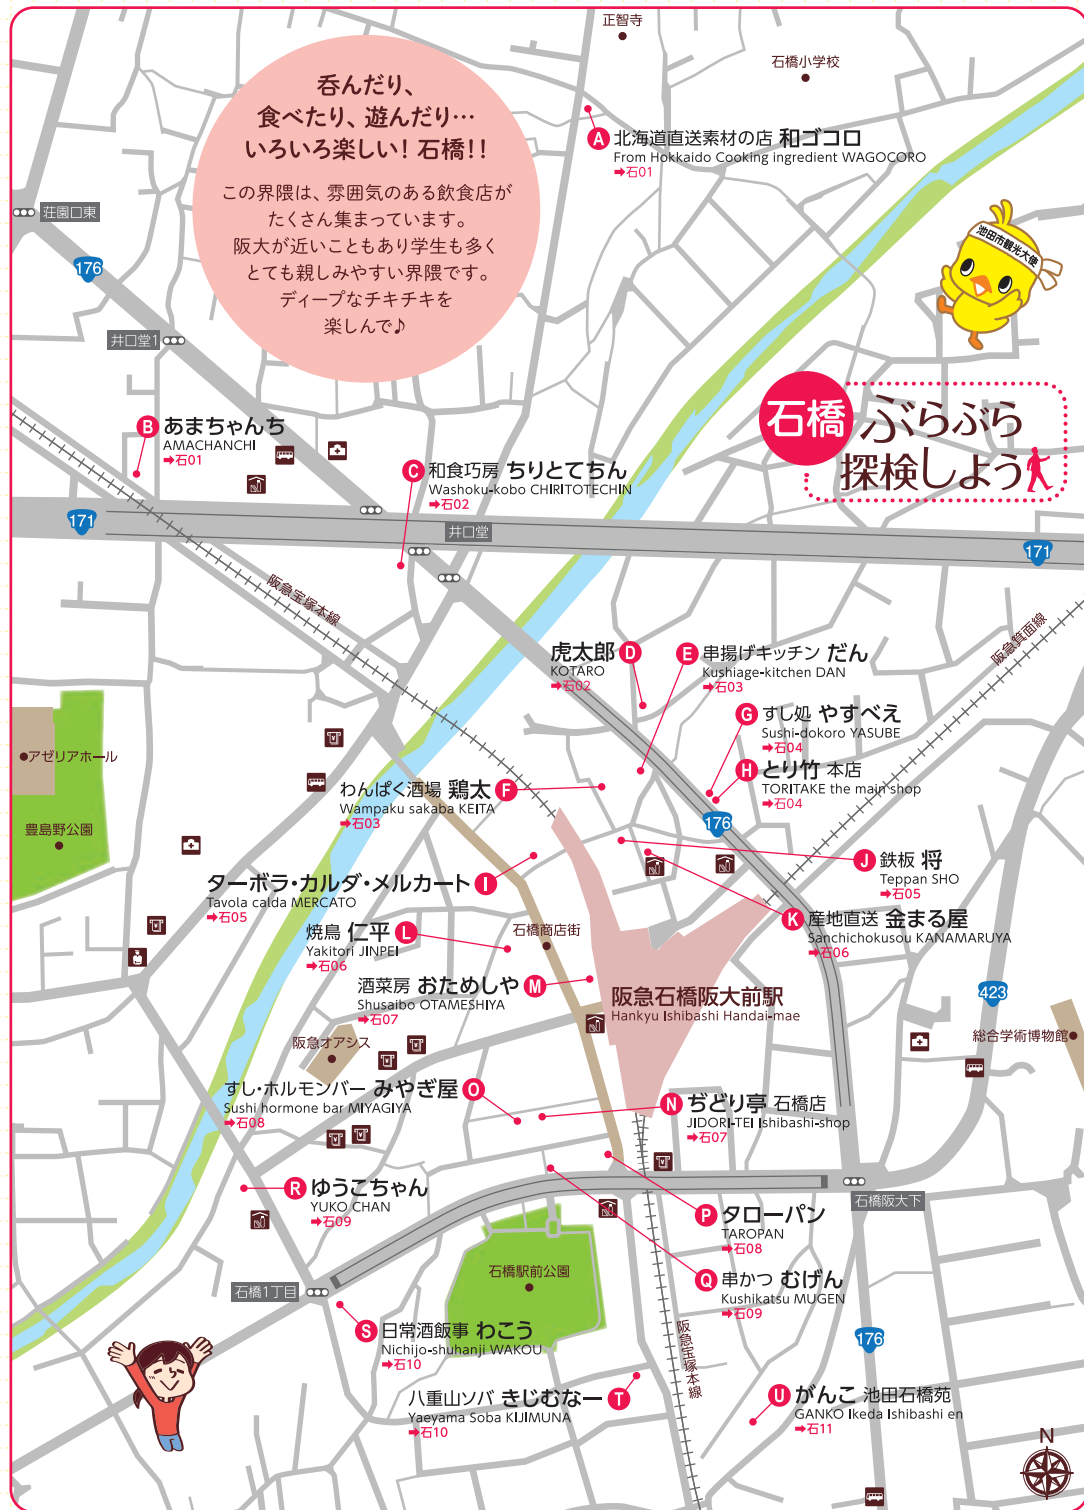 正智寺
石橋小学校
呑んだり、
食べたり、遊んだり…
いろいろ楽しい! 石橋!!
この界隈は、雰囲気のある飲食店が
たくさん集まっています。
阪大が近いこともあり学生も多く
とても親しみやすい界隈です。
ディープなチキチキを
楽しんで♪
A 北海道直送素材の店 和ゴコロ
From Hokkaido Cooking ingredient WAGOCORO
➡石01
荘園口東
176
池田市観光大使
井口堂1
石橋 ぶらぶら
探検しよう
B あまちゃんち
AMACHANCHI
➡石01
C 和食巧房 ちりとてちん
Washoku-kobo CHIRITOTECHIN
➡石02
171
井口堂
171
阪急宝塚本線
阪急箕面線
虎太郎 D
KOTARO
➡石02
E 串揚げキッチン だん
Kushiage-kitchen DAN
➡石03
G すし処 やすべえ
Sushi-dokoro YASUBE
➡石04
H とり竹 本店
TORITAKE the main shop
➡石04
アゼリアホール
わんぱく酒場 鶏太 F
Wampaku sakaba KEITA
➡石03
176
豊島野公園
J 鉄板 将
Teppan SHO
➡石05
ターボラ・カルダ・メルカート I
Tavola calda MERCATO
➡石05
K 産地直送 金まる屋
Sanchichokusou KANAMARUYA
➡石06
焼鳥 仁平 L
Yakitori JINPEI
➡石06
石橋商店街
酒菜房 おためしや M
Shusaibo OTAMESHIYA
➡石07
阪急石橋阪大前駅
Hankyu Ishibashi Handai-mae
423
総合学術博物館
阪急オアシス
すし・ホルモンバー みやぎ屋 O
Sushi hormone bar MIYAGIYA
➡石08
N ぢどり亭 石橋店
JIDORI-TEI Ishibashi-shop
➡石07
R ゆうこちゃん
YUKO CHAN
➡石09
石橋阪大下
P タローパン
TAROPAN
➡石08
石橋駅前公園
Q 串かつ むげん
Kushikatsu MUGEN
➡石09
石橋1丁目
S 日常酒飯事 わこう
Nichijo-shuhanji WAKOU
➡石10
阪急宝塚本線
176
八重山ソバ きじむなー T
Yaeyama Soba KIJIMUNA
➡石10
U がんこ 池田石橋苑
GANKO Ikeda Ishibashi en
➡石11
N